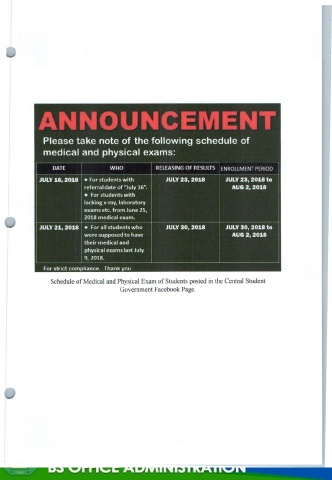 ANNOUNCEMENT
Please take note of the following schedule of
medical and physical exams:
DATE WHO RELEASING OF RESULTS ENROLLMENT PERIOD
JULY 16, 2018 • For students with JULY 23, 2018 JULY 23, 2018 to
referral date of "July 16". AUG 2, 2018
• For students with
lacking x-ray, laboratory
exams etc. from June 25,
2018 medical exam.
JULY 21, 2018 • For all students who JULY 30, 2018 JULY 30, 2018 to
were supposed to have AUG 2, 2018
their medical and
physical exams last July
9, 2018.
For strict compliance. Thank you
Schedule of Medical and Physical Exam of Students posted in the Central Student
Government Facebook Page.
BS OFFICE ADMINISTRATION